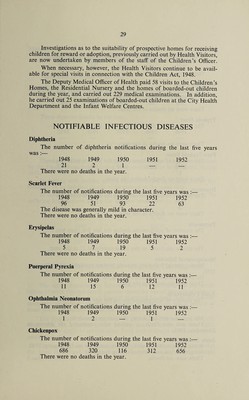 29
Investigations as to the suitability of prospective homes for receiving
children for reward or adoption, previously carried out by Health Visitors,
are now undertaken by members of the staff of the Children's Officer.
When necessary, however, the Health Visitors continue to be avail-
able for special visits in connection with the Children Act, 1948.
The Deputy Medical Officer of Health paid 58 visits to the Children's
Homes, the Residential Nursery and the homes of boarded-out children
during the year, and carried out 229 medical examinations. In addition,
he carried out 25 examinations of boarded-out children at the City Health
Department and the Infant Welfare Centres.
NOTIFIABLE INFECTIOUS DISEASES
Diphtheria
The number of diphtheria notifications during the last five years
was :—
1948 1949 1950 1951 1952
21 2 1 — —
There were no deaths in the year.
Scarlet Fever
The number of notifications during the last five years was :—
1948 1949 1950 1951 1952
96 51 93 22 63
The disease was generally mild in character.
There were no deaths in the year.
Erysipelas
The number of notifications during the last five years was :—
1948 1949 1950 1951 1952
5 7 19 5 2
There were no deaths in the year.
Puerperal Pyrexia
The number of notifications during the last five years was :—
1948 1949 1950 1951 1952
11 15 6 12 11
Ophthalmia Neonatorum
The number of notifications during the last five years was :—
1948 1949 1950 1951 1952
1 2 — 1 —
Chickenpox
The number of notifications during the last five years was :—
1948 1949 1950 1951 1952
686 320 116 312 656
There were no deaths in the year.